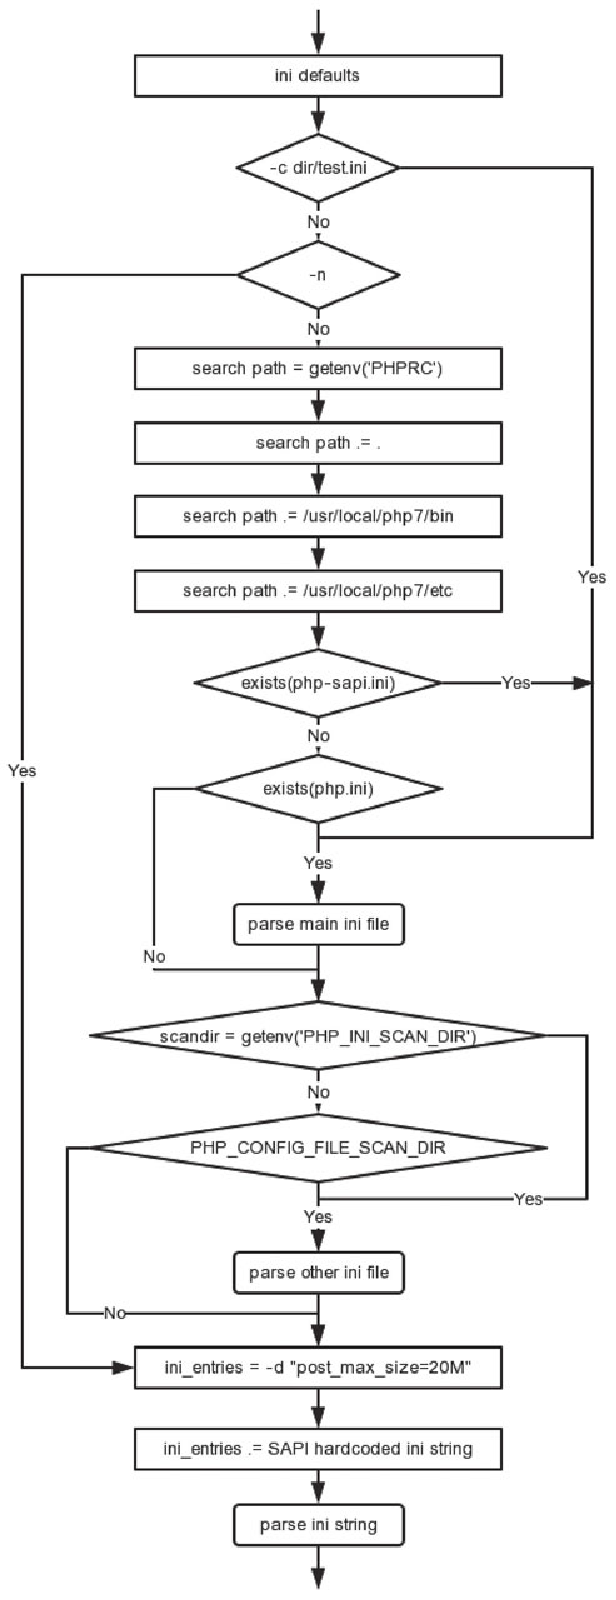 ini defaults
-c dir/test.ini
No
-n
No
search path = getenv('PHPRC')
search path .= .
search path .= /usr/local/php7/bin
search path .= /usr/local/php7/etc
Yes
exists(php-sapi.ini)
Yes
No
Yes
exists(php.ini)
Yes
parse main ini file
No
scandir = getenv('PHP_INI_SCAN_DIR')
No
PHP_CONFIG_FILE_SCAN_DIR
Yes
Yes
parse other ini file
No
ini_entries = -d "post_max_size=20M"
ini_entries .= SAPI hardcoded ini string
parse ini string